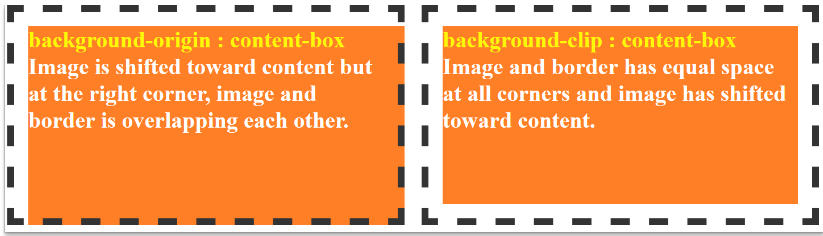 background-origin : content-box
Image is shifted toward content but
at the right corner, image and
border is overlapping each other.
background-clip : content-box
Image and border has equal space
at all corners and image has shifted
toward content.